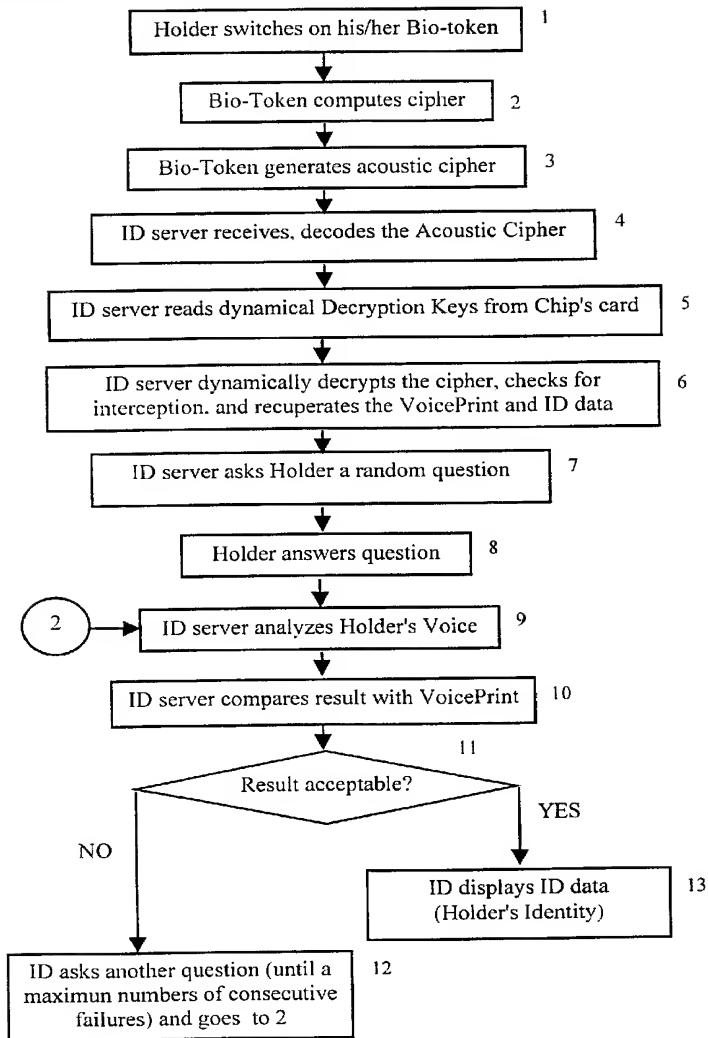 Holder switches on his/her Bio-token
1
Bio-Token computes cipher
2
Bio-Token generates acoustic cipher
3
ID server receives, decodes the Acoustic Cipher
4
ID server reads dynamical Decryption Keys from Chip's card
5
ID server dynamically decrypts the cipher, checks for
interception. and recuperates the VoicePrint and ID data
6
ID server asks Holder a random question
7
Holder answers question
8
2
ID server analyzes Holder's Voice
9
ID server compares result with VoicePrint
10
11
Result acceptable?
YES
NO
ID displays ID data
(Holder's Identity)
13
ID asks another question (until a
maximun numbers of consecutive
failures) and goes to 2
12